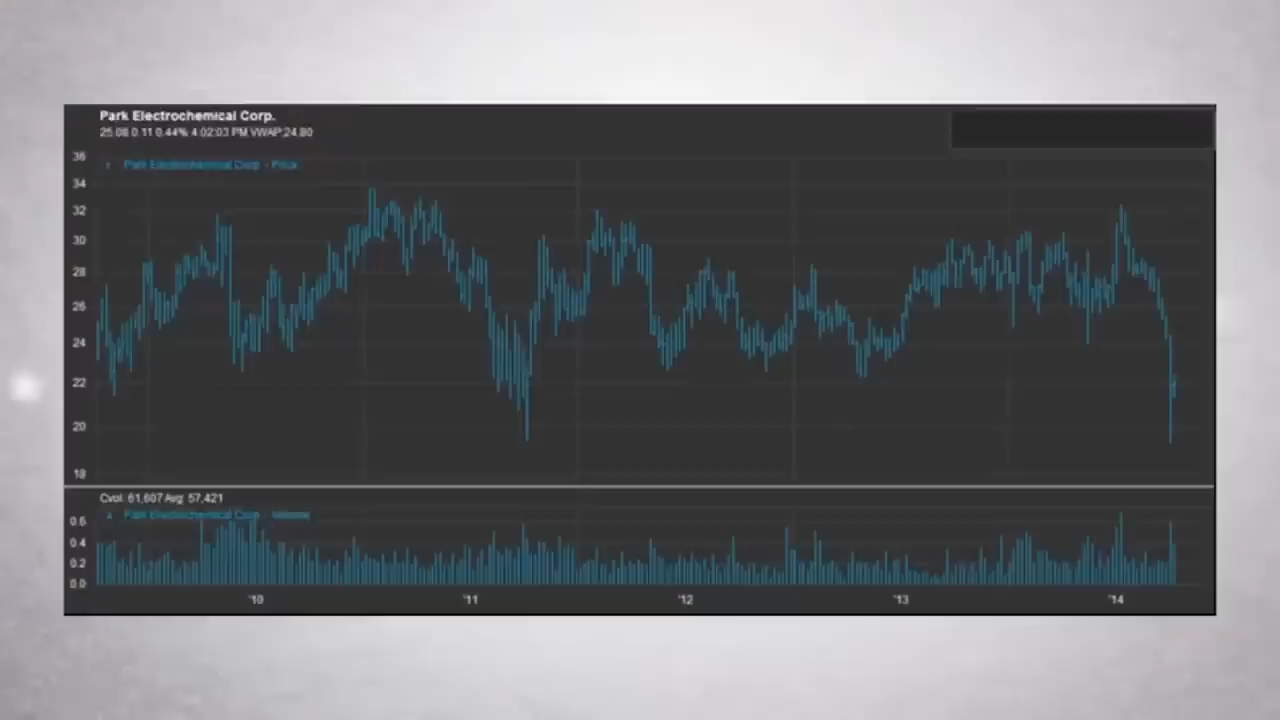 Park Electrochemical Corp.
25.08 0.11 0.44% 4:02:03 PM VWAP:24.80
Park Electrochemical Corp. - Price
36
34
32
30
28
26
24
22
20
18
Cvol: 61,607 Avg: 57,421
Park Electrochemical Corp. - Volume
0.6
0.4
0.2
0.0
'10 '11 '12 '13 '14